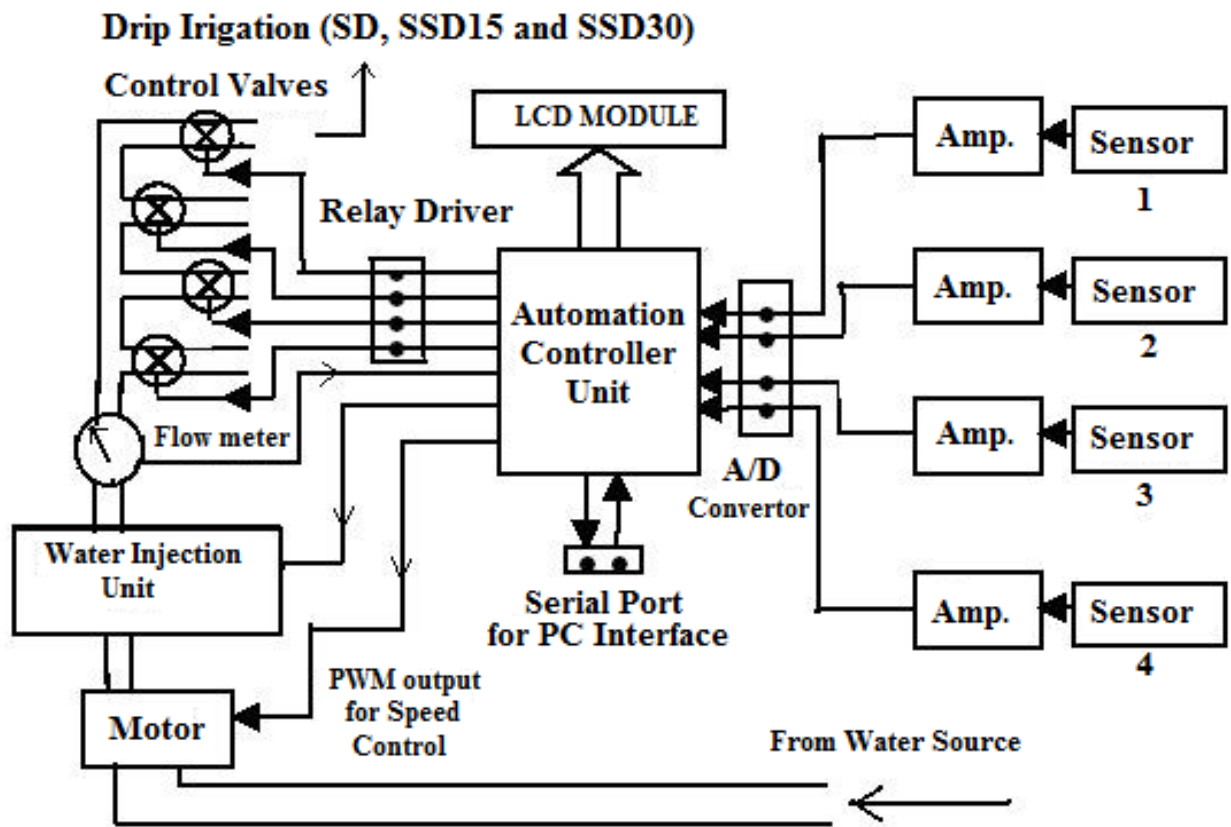 Drip Irigation (SD, SSD15 and SSD30)
Control Valves
LCD MODULE
Amp.
Sensor
1
Relay Driver
Amp.
Sensor
2
Automation
Controller
Unit
Amp.
Sensor
3
Flow meter
A/D
Convertor
Water Injection
Unit
Serial Port
for PC Interface
Amp.
Sensor
4
PWM output
for Speed
Control
Motor
From Water Source